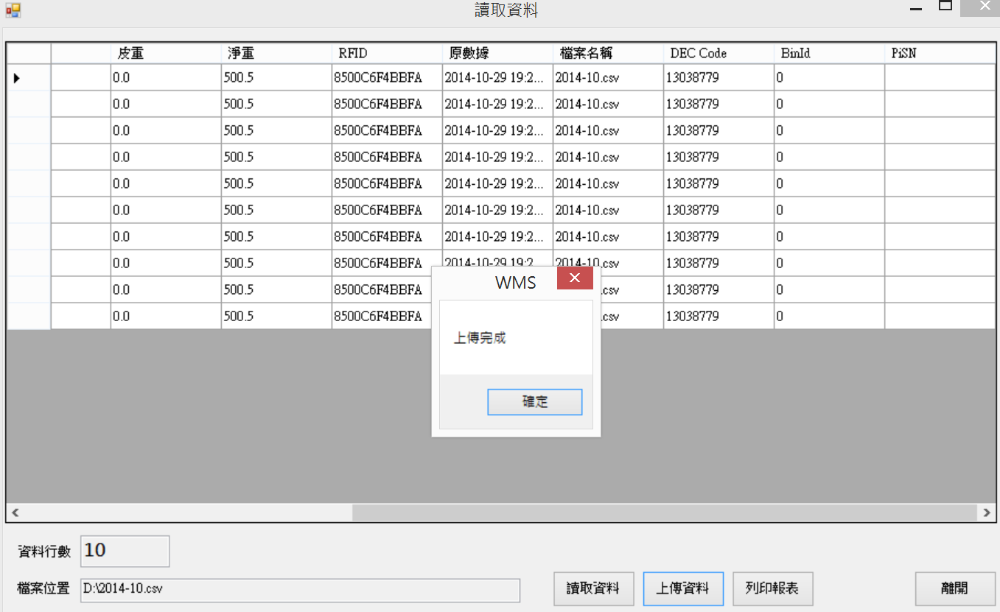 讀取資料
皮重 淨重 RFID 原數據 檔案名稱 DEC Code BinId PiSN
0.0 500.5 8500C6F4BBFA 2014-10-29 19:2... 2014-10.csv 13038779 0
0.0 500.5 8500C6F4BBFA 2014-10-29 19:2... 2014-10.csv 13038779 0
0.0 500.5 8500C6F4BBFA 2014-10-29 19:2... 2014-10.csv 13038779 0
0.0 500.5 8500C6F4BBFA 2014-10-29 19:2... 2014-10.csv 13038779 0
0.0 500.5 8500C6F4BBFA 2014-10-29 19:2... 2014-10.csv 13038779 0
0.0 500.5 8500C6F4BBFA 2014-10-29 19:2... 2014-10.csv 13038779 0
0.0 500.5 8500C6F4BBFA 2014-10-29 19:2... 2014-10.csv 13038779 0
0.0 500.5 8500C6F4BBFA 2014-10-29 19:2... 2014-10.csv 13038779 0
0.0 500.5 8500C6F4BBFA .csv 13038779 0
0.0 500.5 8500C6F4BBFA .csv 13038779 0
WMS
上傳完成
確定
資料行數 10
檔案位置 D:\2014-10.csv
讀取資料 上傳資料 列印報表 離開